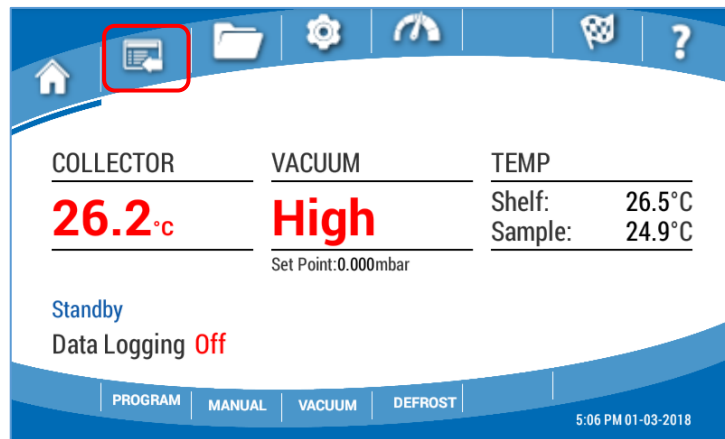 ?
COLLECTOR VACUUM TEMP
26.2°C High Shelf: 26.5°C
Sample: 24.9°C
Set Point:0.000mbar
Standby
Data Logging Off
PROGRAM MANUAL VACUUM DEFROST
5:06 PM 01-03-2018